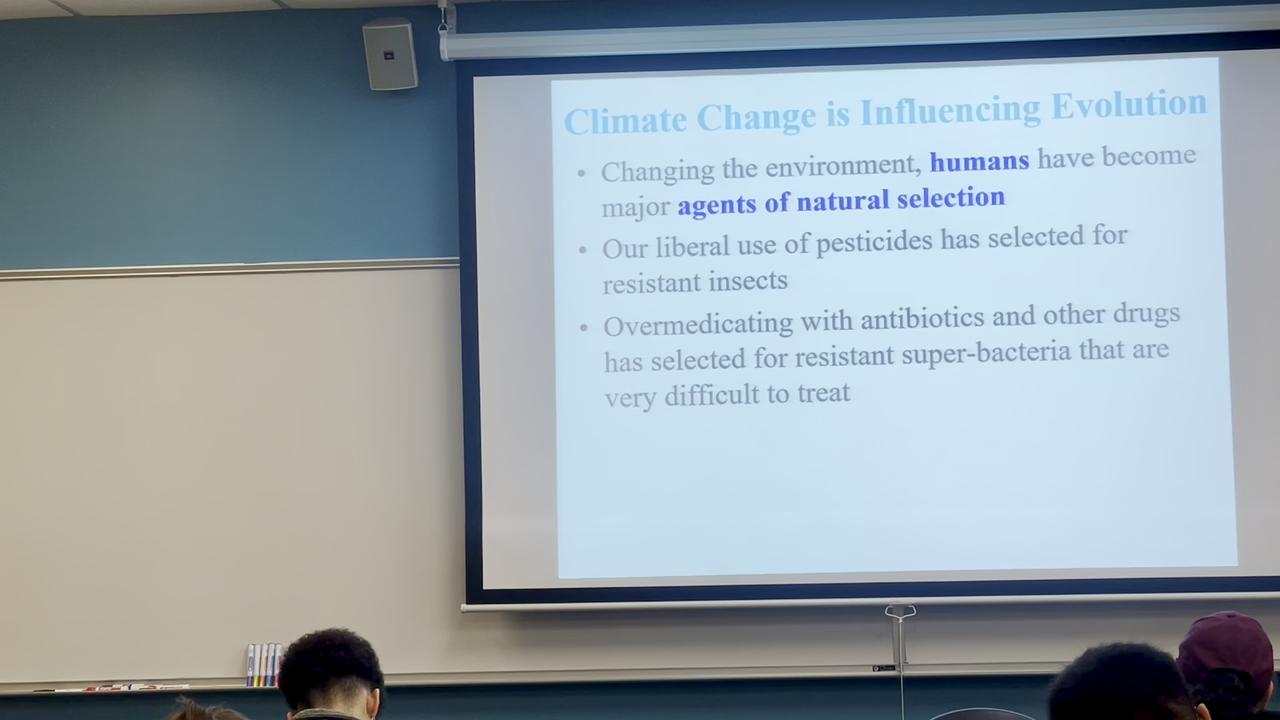 Climate Change is Influencing Evolution
• Changing the environment, humans have become
major agents of natural selection
• Our liberal use of pesticides has selected for
resistant insects
• Overmedicating with antibiotics and other drugs
has selected for resistant super-bacteria that are
very difficult to treat